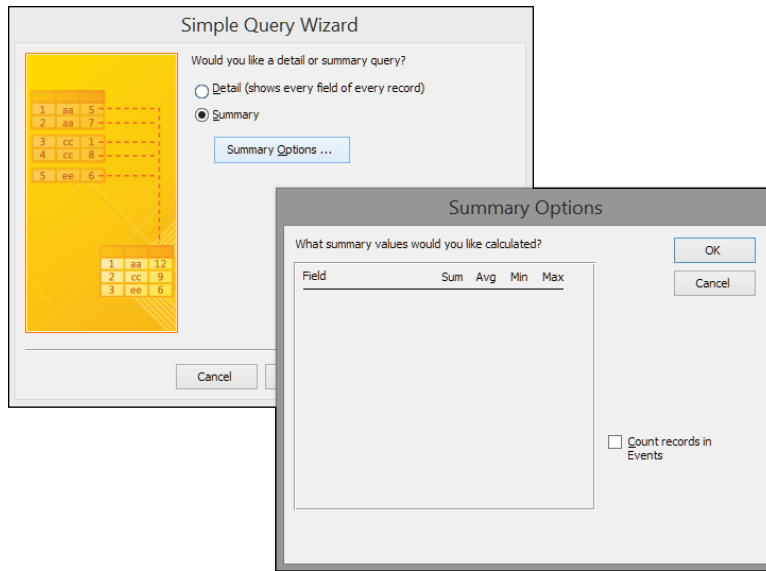 Simple Query Wizard
Would you like a detail or summary query?
Detail (shows every field of every record)
Summary
Summary Options ...
1 aa 5
2 aa 7
3 cc 1
4 cc 8
5 ee 6
1 aa 12
2 cc 9
3 ee 6
Cancel
Summary Options
What summary values would you like calculated?
Field Sum Avg Min Max
OK
Cancel
Count records in
Events